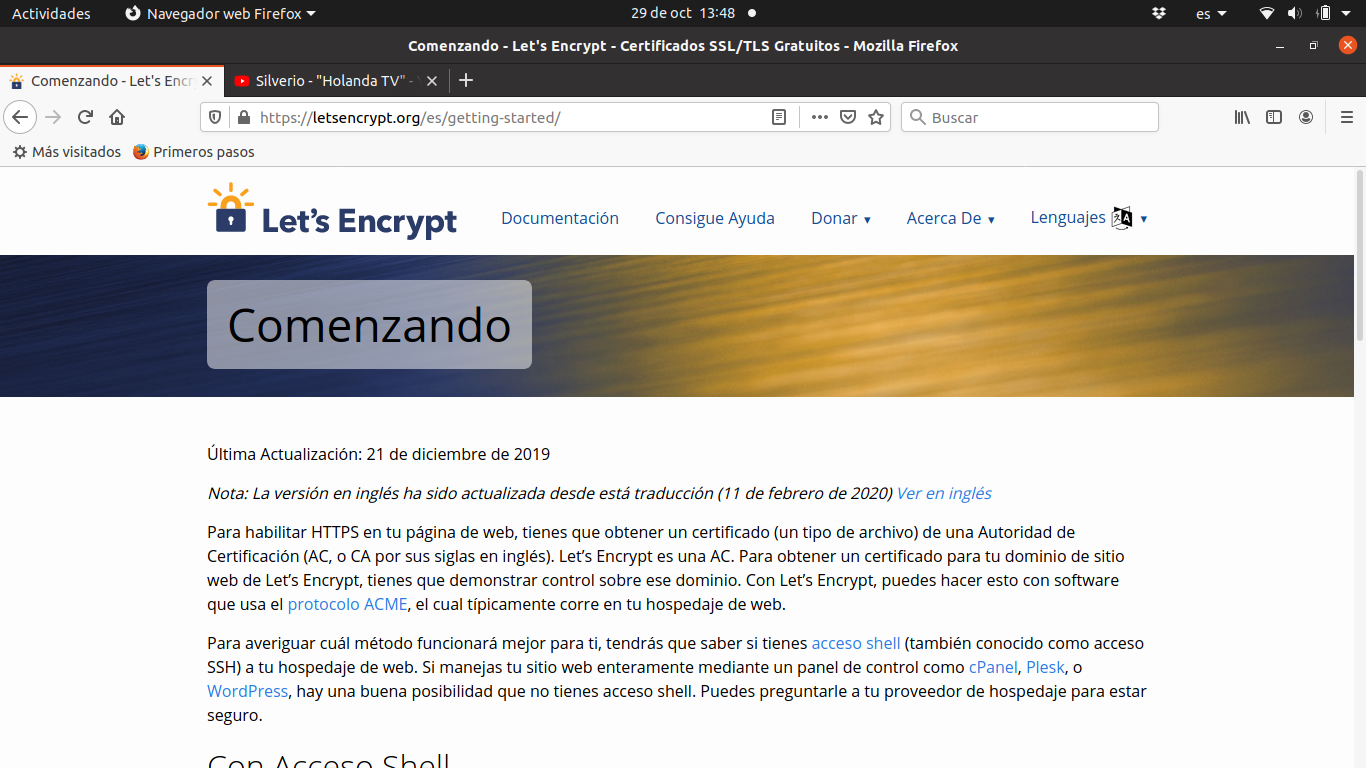 Actividades Navegador web Firefox 29 de oct 13:48 es
Comenzando - Let's Encrypt - Certificados SSL/TLS Gratuitos - Mozilla Firefox
Comenzando - Let's Encr Silverio - "Holanda TV" -
https://letsencrypt.org/es/getting-started/ Buscar
Más visitados Primeros pasos
Let's Encrypt Documentación Consigue Ayuda Donar Acerca De Lenguajes
Comenzando
Última Actualización: 21 de diciembre de 2019
Nota: La versión en inglés ha sido actualizada desde está traducción (11 de febrero de 2020) Ver en inglés
Para habilitar HTTPS en tu página de web, tienes que obtener un certificado (un tipo de archivo) de una Autoridad de
Certificación (AC, o CA por sus siglas en inglés). Let’s Encrypt es una AC. Para obtener un certificado para tu dominio de sitio
web de Let’s Encrypt, tienes que demonstrar control sobre ese dominio. Con Let’s Encrypt, puedes hacer esto con software
que usa el protocolo ACME, el cual típicamente corre en tu hospedaje de web.
Para averiguar cuál método funcionará mejor para ti, tendrás que saber si tienes acceso shell (también conocido como acceso
SSH) a tu hospedaje de web. Si manejas tu sitio web enteramente mediante un panel de control como cPanel, Plesk, o
WordPress, hay una buena posibilidad que no tienes acceso shell. Puedes preguntarle a tu proveedor de hospedaje para estar
seguro.
Con Acceso Shell